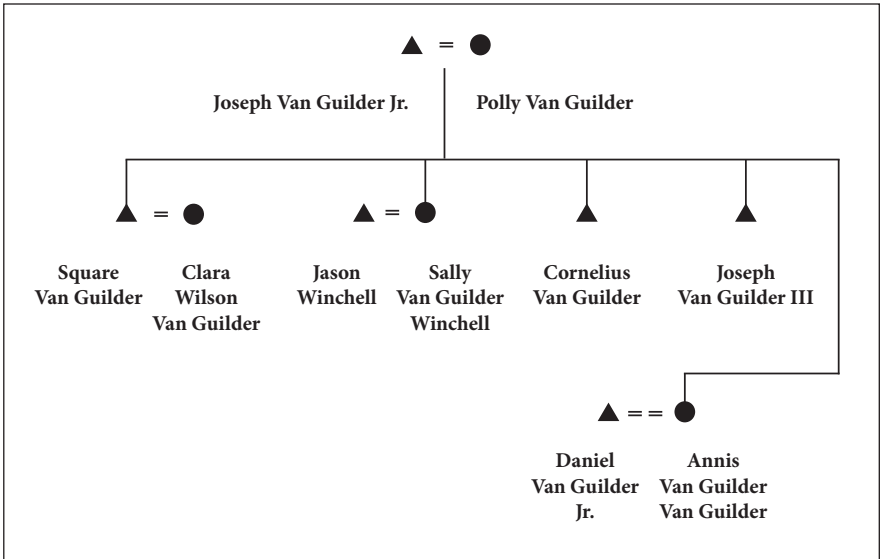 Joseph Van Guilder Jr.
Polly Van Guilder
Square
Van Guilder
Clara
Wilson
Van Guilder
Jason
Winchell
Sally
Van Guilder
Winchell
Cornelius
Van Guilder
Joseph
Van Guilder III
Daniel
Van Guilder
Jr.
Annis
Van Guilder
Van Guilder